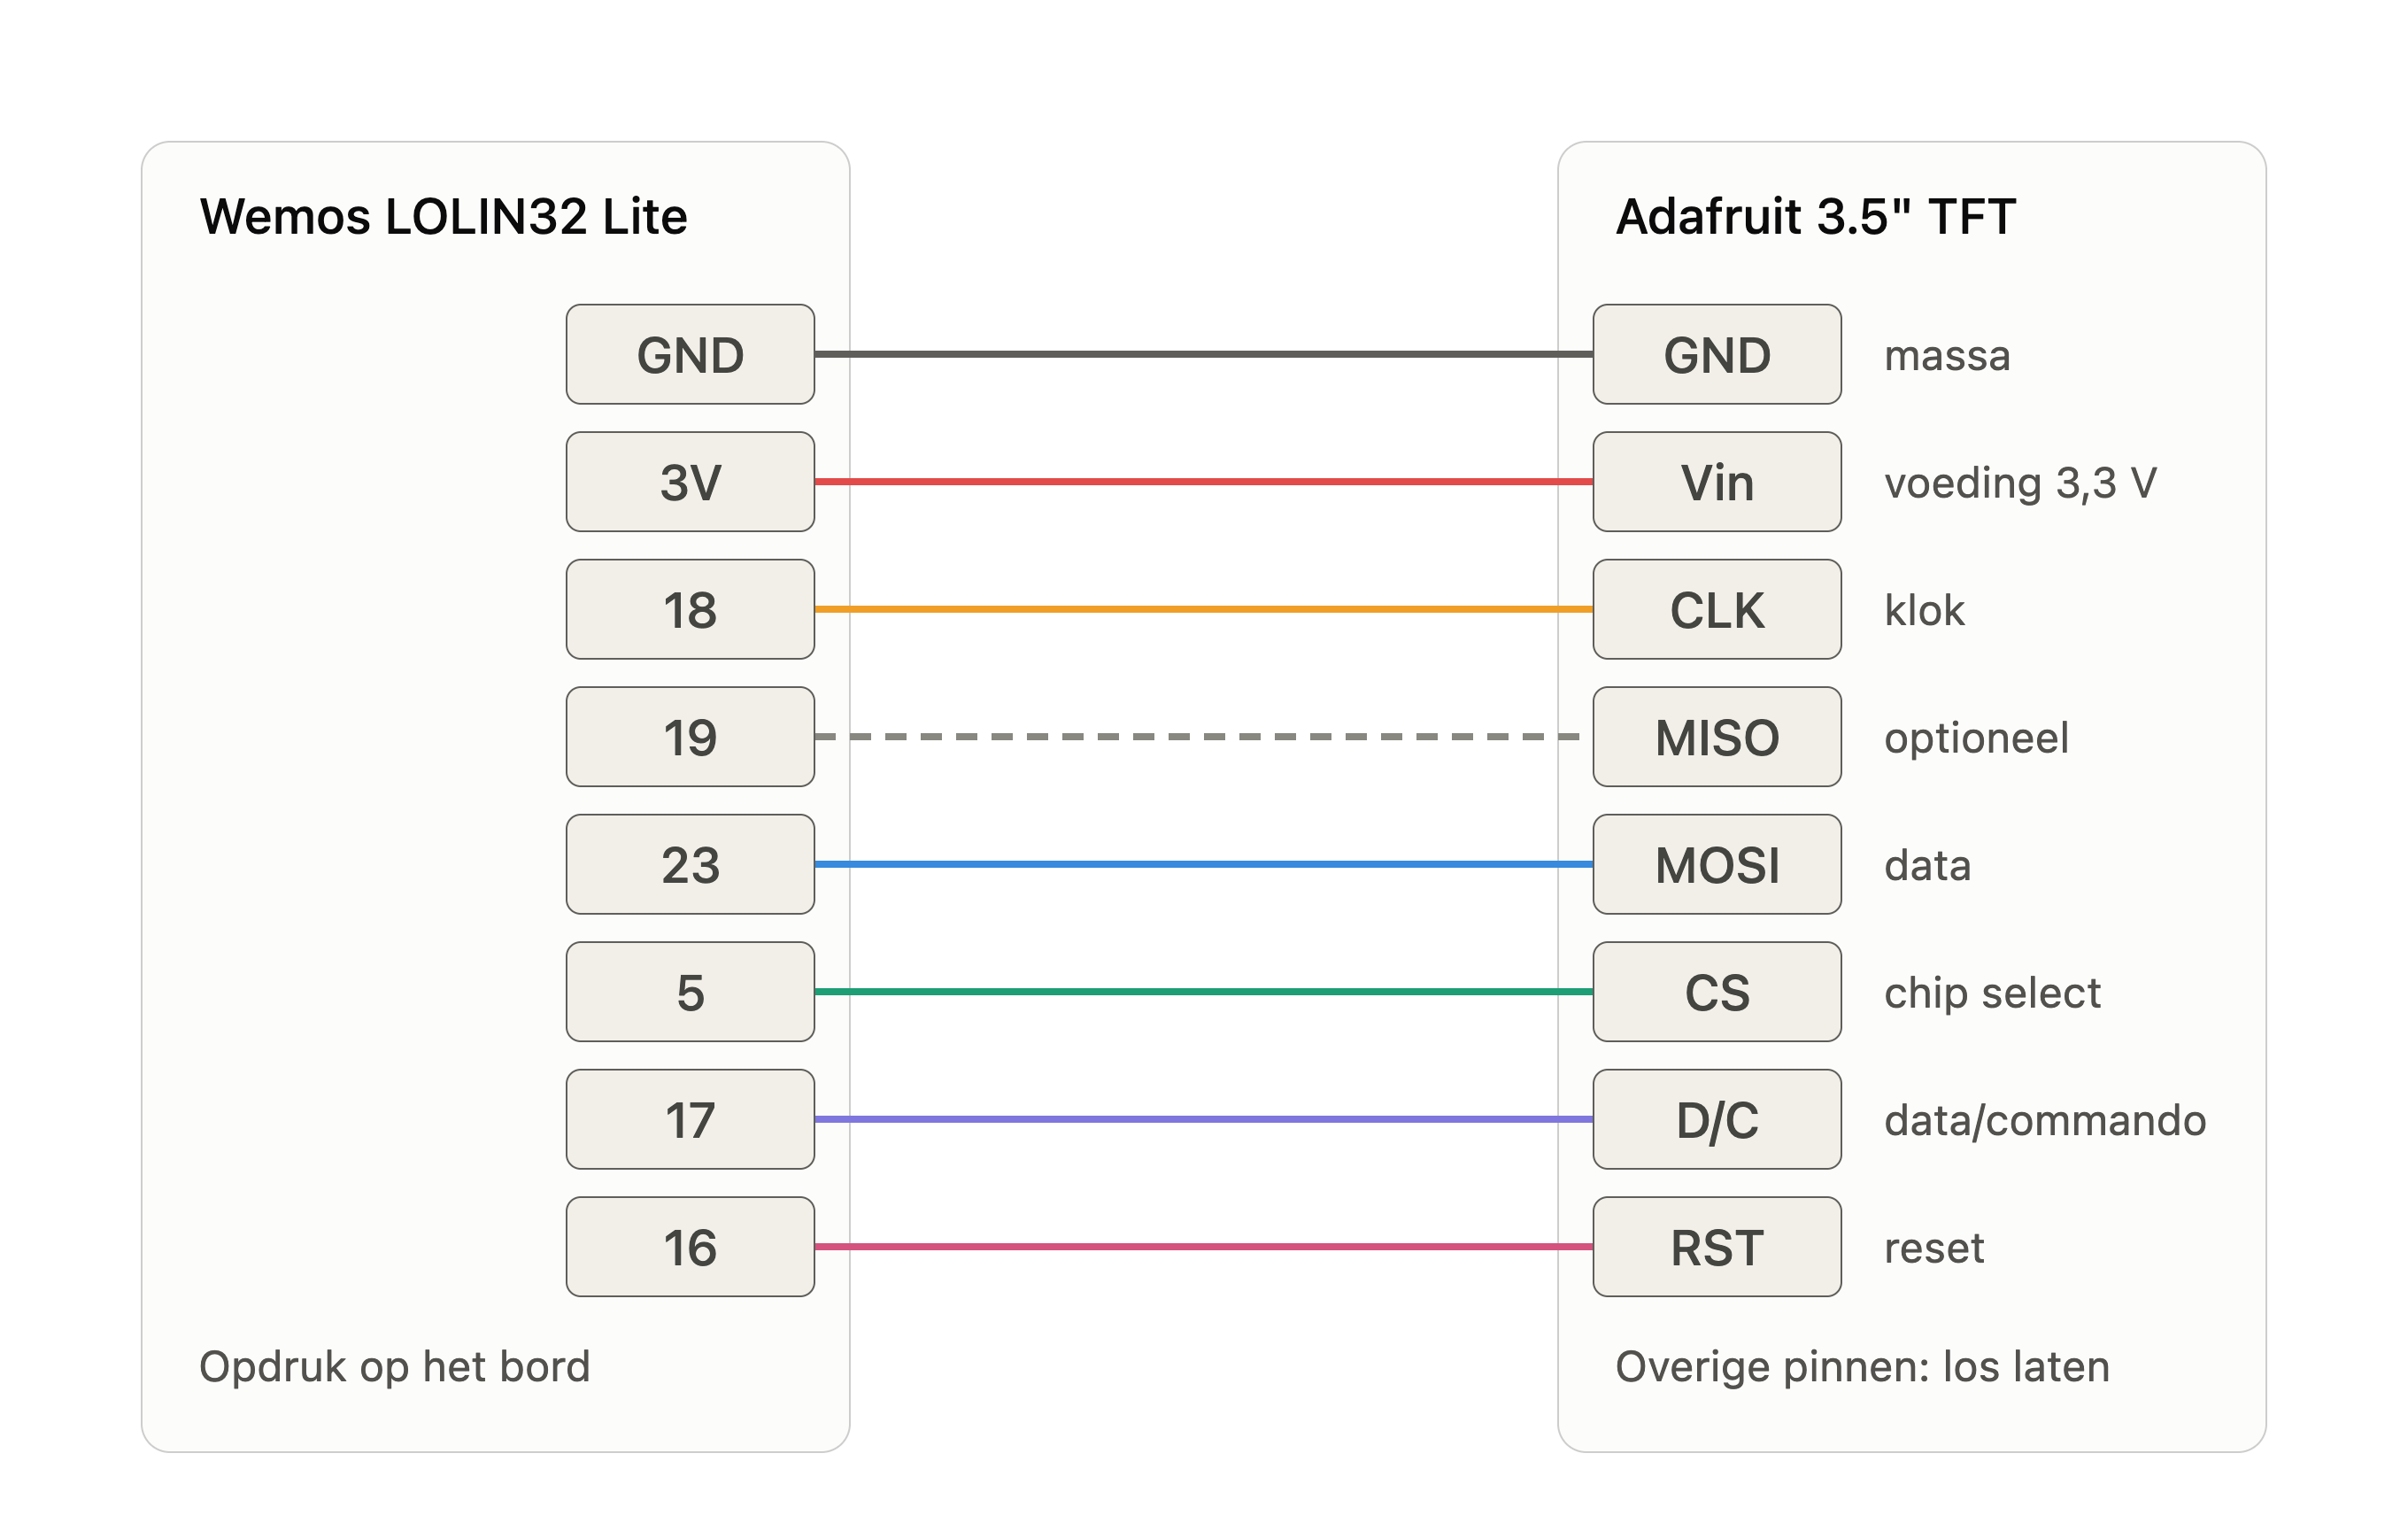 Wemos LOLIN32 Lite
Adafruit 3.5" TFT
GND GND massa
3V Vin voeding 3,3 V
18 CLK klok
19 MISO optioneel
23 MOSI data
5 CS chip select
17 D/C data/commando
16 RST reset
Opdruk op het bord
Overige pinnen: los laten